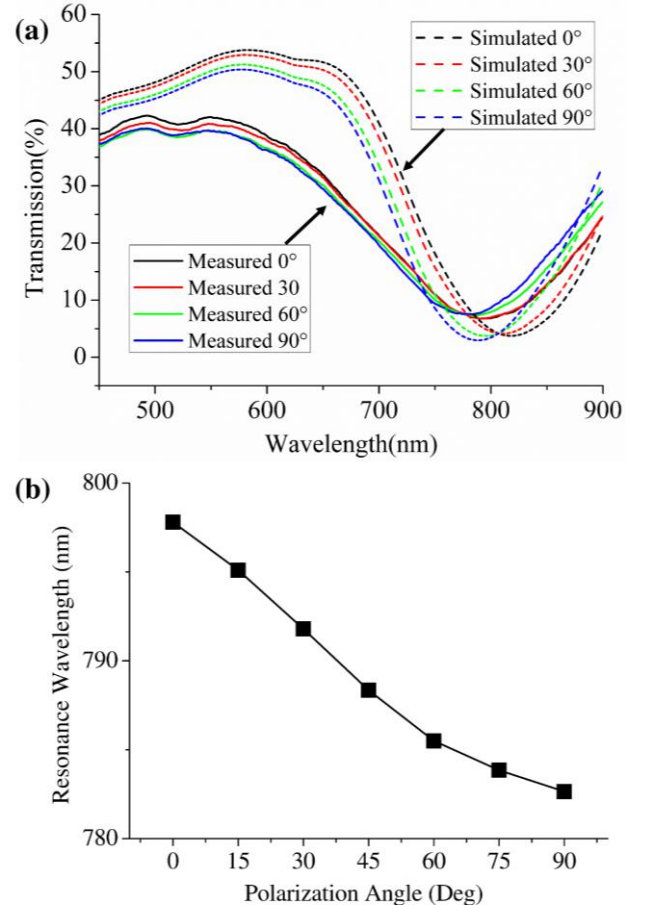 (a)
60
50
40
30
20
10
0
Transmission(%)
Simulated 0°
Simulated 30°
Simulated 60°
Simulated 90°
Measured 0°
Measured 30
Measured 60°
Measured 90°
500 600 700 800 900
Wavelength(nm)
(b)
800
790
780
Resonance Wavelength (nm)
0 15 30 45 60 75 90
Polarization Angle (Deg)